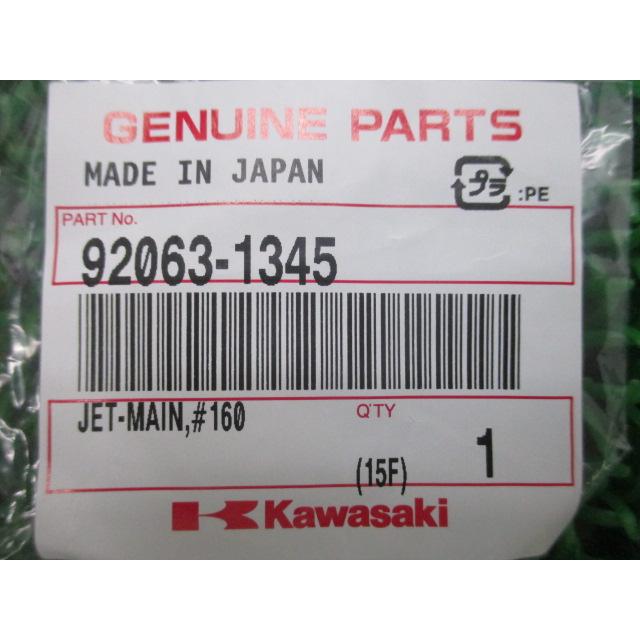 GENUINE PARTS
MADE IN JAPAN
プラ :PE
PART No.
92063-1345
JET-MAIN,#160
Q'TY
(15F) 1
Kawasaki